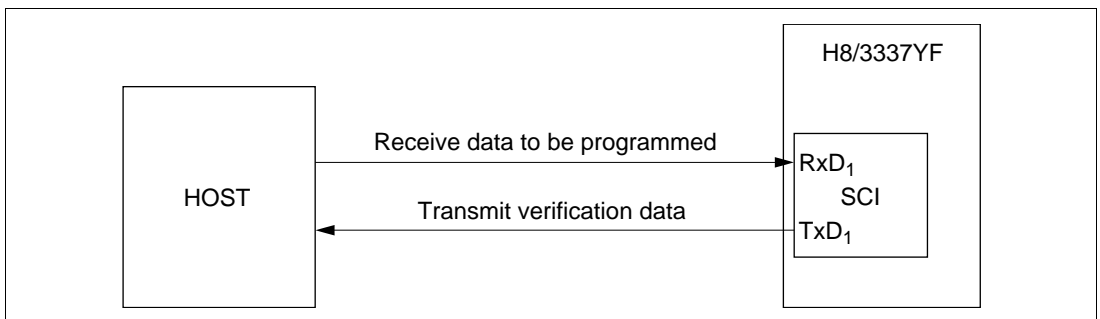 H8/3337YF
Receive data to be programmed
RxD₁
HOST
SCI
Transmit verification data
TxD₁